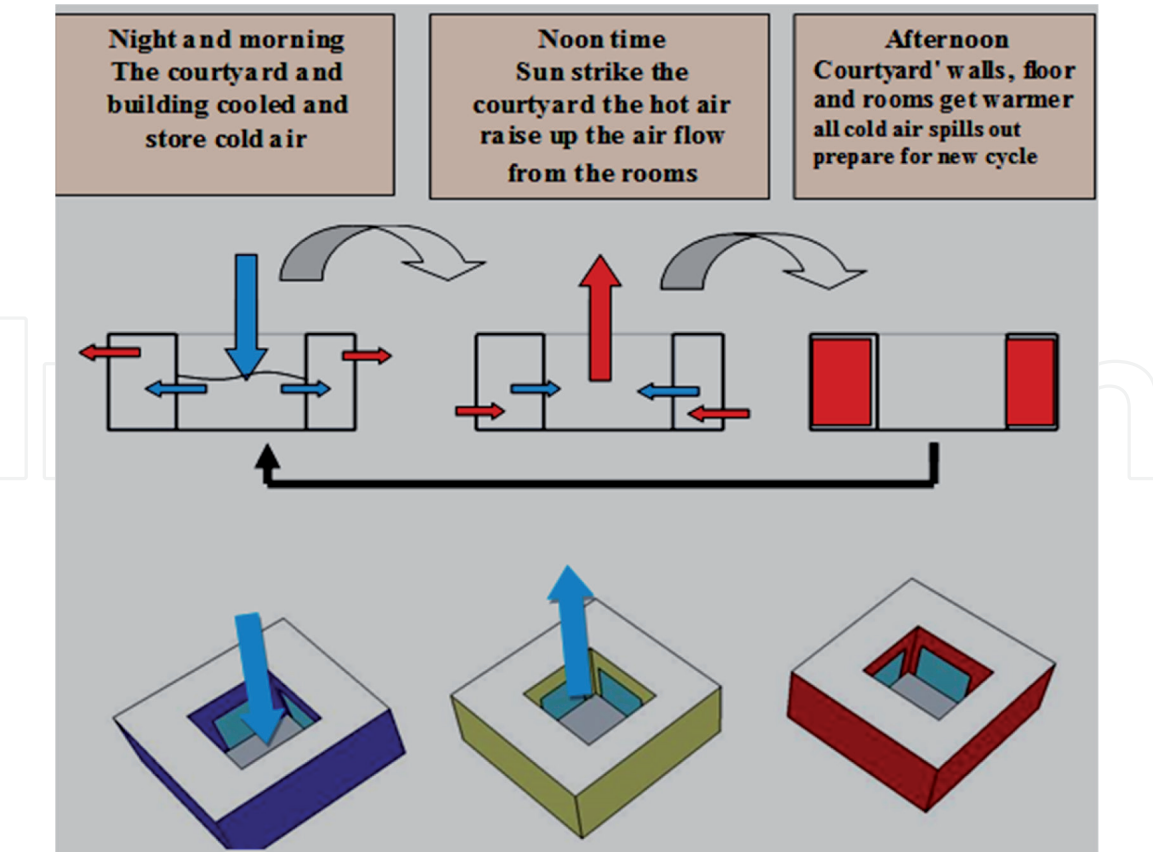 Night and morning
The courtyard and
building cooled and
store cold air
Noon time
Sun strike the
courtyard the hot air
raise up the air flow
from the rooms
Afternoon
Courtyard' walls, floor
and rooms get warmer
all cold air spills out
prepare for new cycle